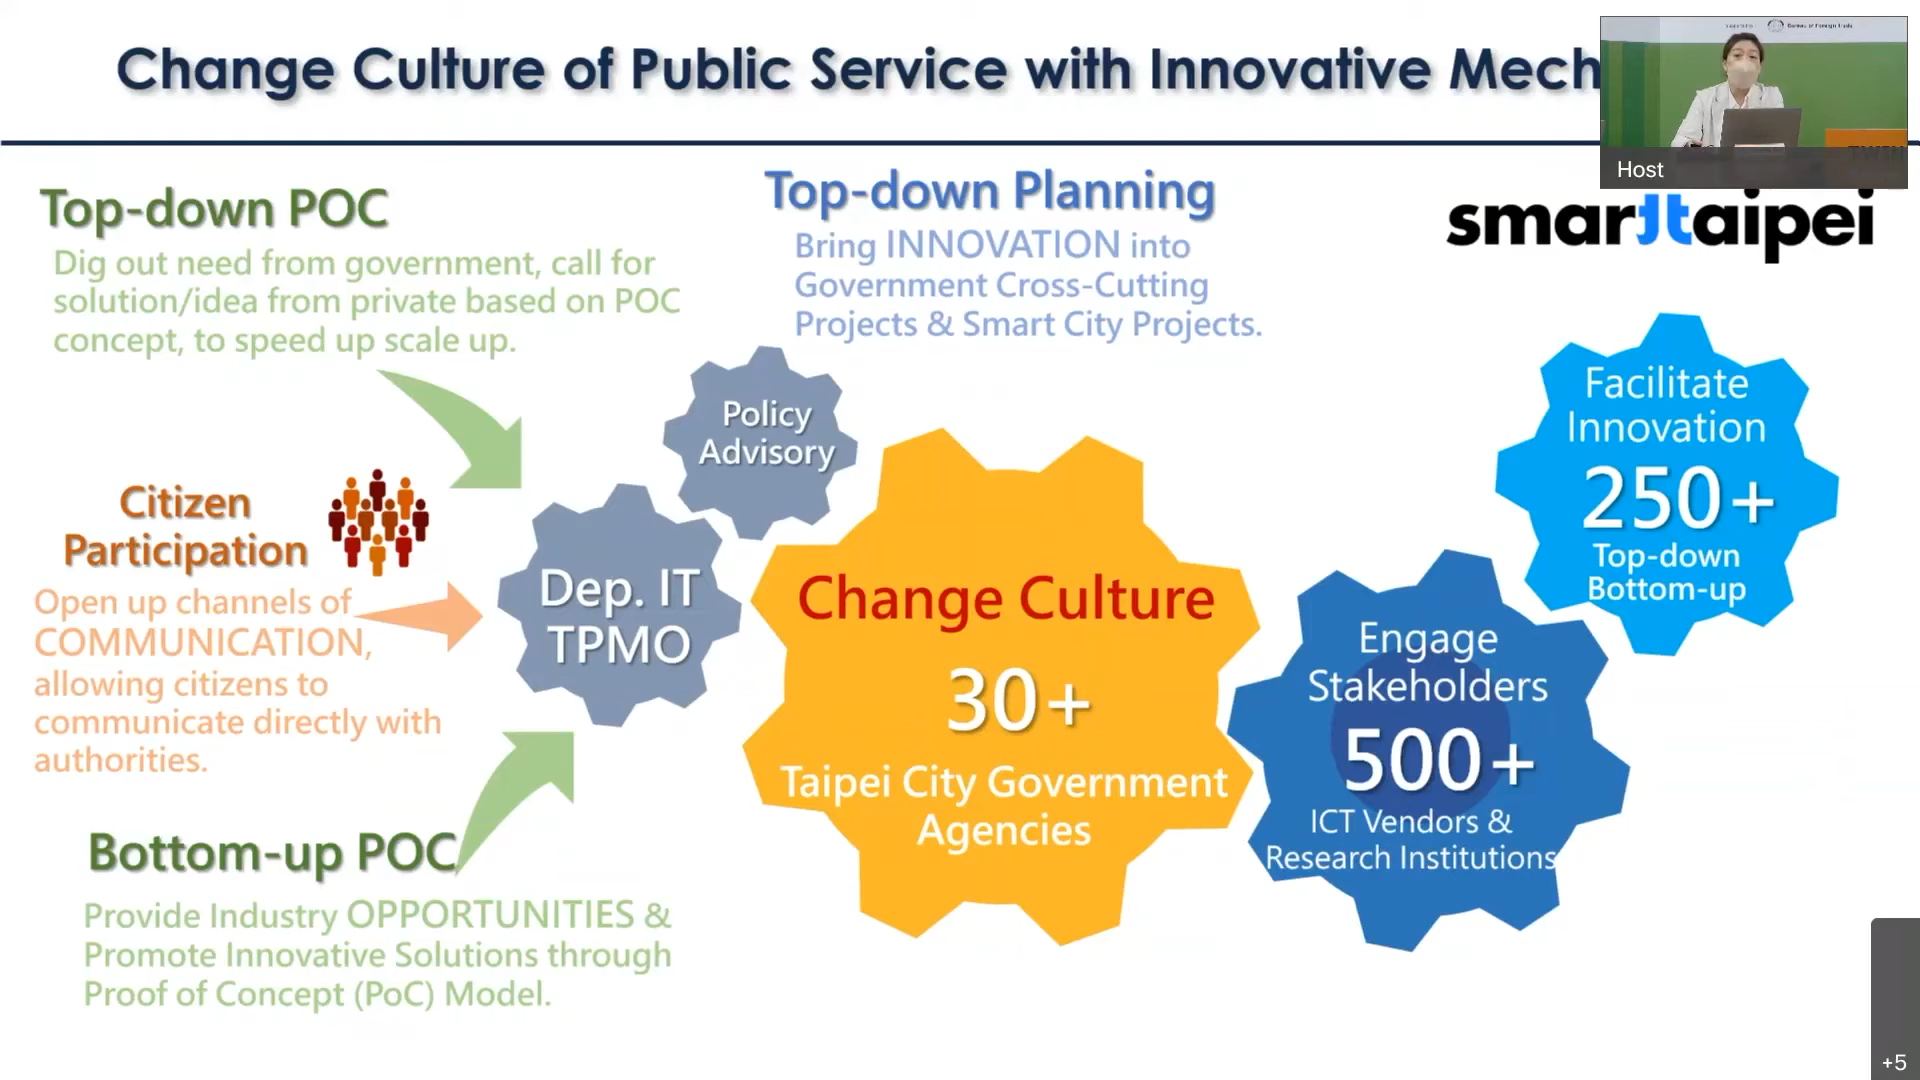 Change Culture of Public Service with Innovative Mech
Bureau of Foreign Trade
Host
smarttaipei
Top-down POC
Dig out need from government, call for
solution/idea from private based on POC
concept, to speed up scale up.
Top-down Planning
Bring INNOVATION into
Government Cross-Cutting
Projects & Smart City Projects.
Citizen
Participation
Open up channels of
COMMUNICATION,
allowing citizens to
communicate directly with
authorities.
Bottom-up POC
Provide Industry OPPORTUNITIES &
Promote Innovative Solutions through
Proof of Concept (PoC) Model.
Policy
Advisory
Dep. IT
TPMO
Change Culture
30+
Taipei City Government
Agencies
Engage
Stakeholders
500+
ICT Vendors &
Research Institutions
Facilitate
Innovation
250+
Top-down
Bottom-up
+5